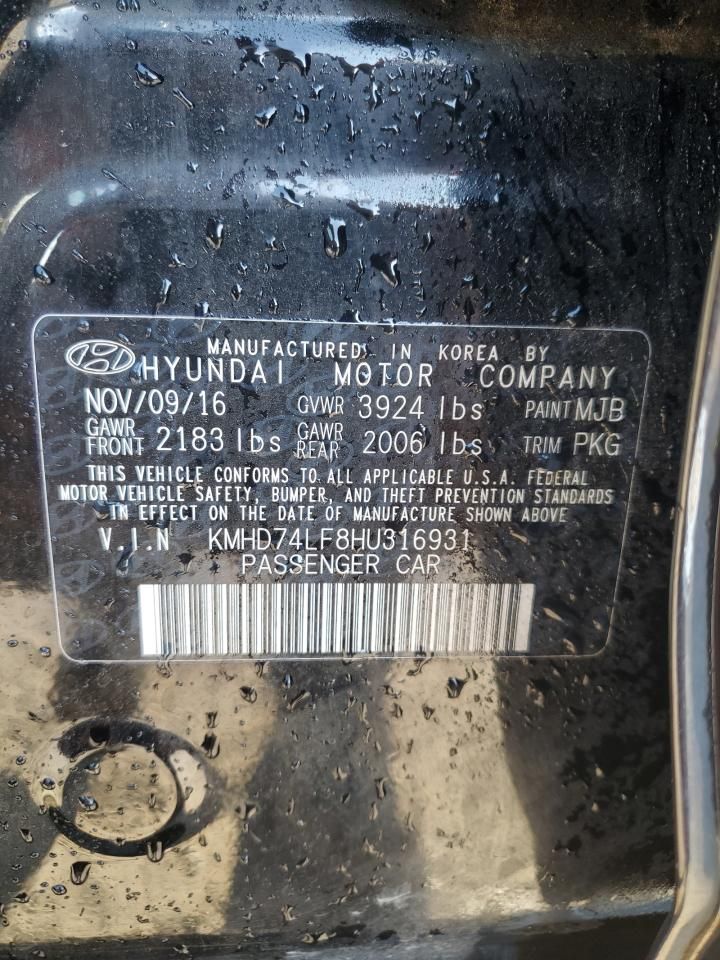 MANUFACTURED IN KOREA BY
HYUNDAI MOTOR COMPANY
NOV/09/16 GVWR 3924 lbs PAINT MJB
GAWR FRONT 2183 lbs GAWR REAR 2006 lbs TRIM PKG
THIS VEHICLE CONFORMS TO ALL APPLICABLE U.S.A. FEDERAL
MOTOR VEHICLE SAFETY, BUMPER, AND THEFT PREVENTION STANDARDS
IN EFFECT ON THE DATE OF MANUFACTURE SHOWN ABOVE
V.I.N KMHD74LF8HU316931
PASSENGER CAR